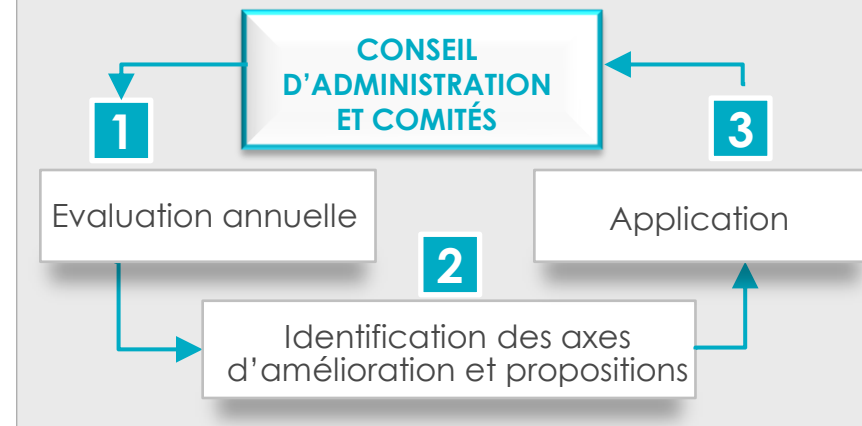 CONSEIL
D’ADMINISTRATION
ET COMITÉS
1
Evaluation annuelle
2
Identification des axes
d’amélioration et propositions
3
Application